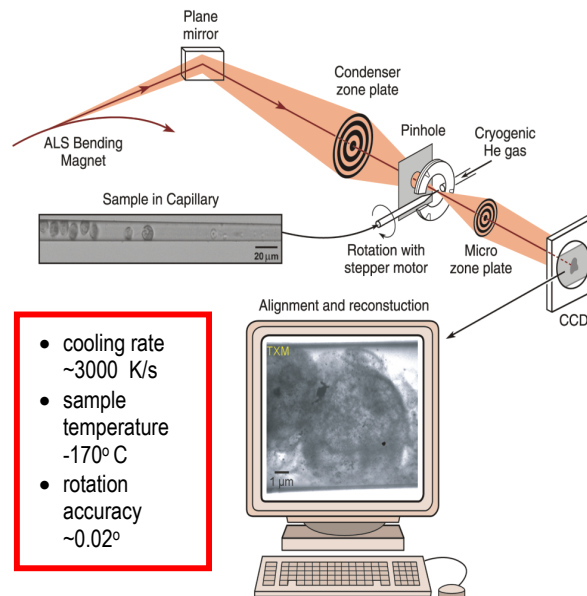 Plane
mirror
Condenser
zone plate
Pinhole
Cryogenic
He gas
ALS Bending
Magnet
Sample in Capillary
20 µm
Rotation with
stepper motor
Micro
zone plate
CCD
Alignment and reconstuction
TXM
1 µm
• cooling rate
~3000 K/s
• sample
temperature
-170º C
• rotation
accuracy
~0.02º